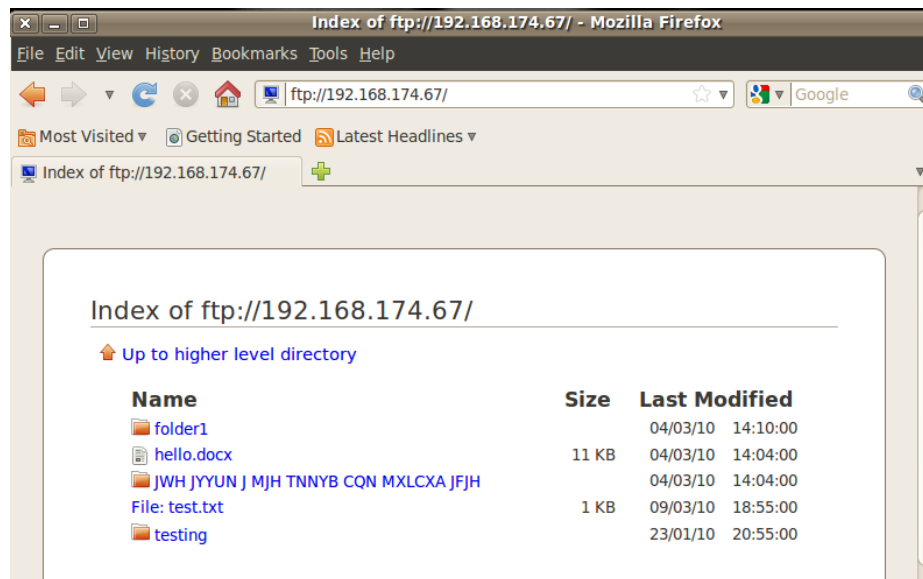 Index of ftp://192.168.174.67/ - Mozilla Firefox
File Edit View History Bookmarks Tools Help
ftp://192.168.174.67/ Google
Most Visited Getting Started Latest Headlines
Index of ftp://192.168.174.67/
Index of ftp://192.168.174.67/
Up to higher level directory
Name Size Last Modified
folder1 04/03/10 14:10:00
hello.docx 11 KB 04/03/10 14:04:00
JWH JYYUN J MJH TNNYB CQN MXLCXA JFJH 04/03/10 14:04:00
File: test.txt 1 KB 09/03/10 18:55:00
testing 23/01/10 20:55:00